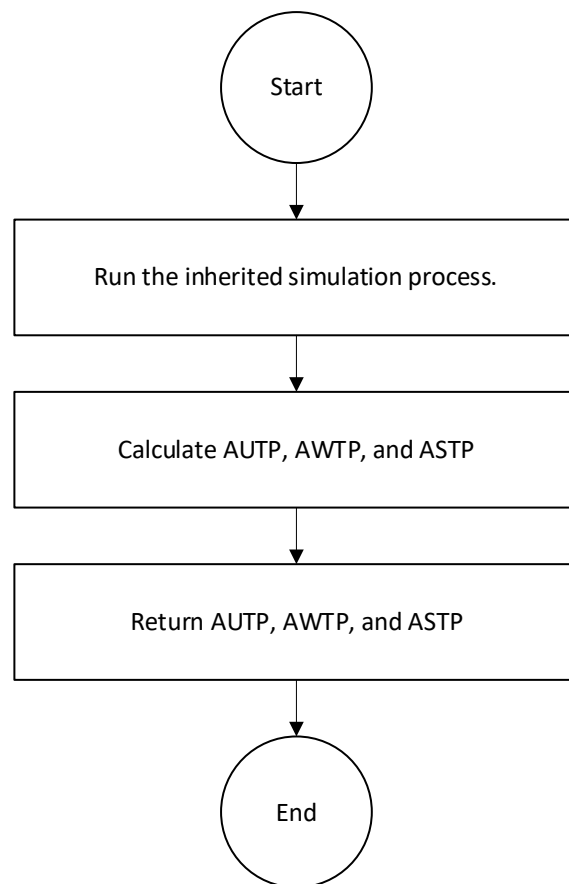 Start
Run the inherited simulation process.
Calculate AUTP, AWTP, and ASTP
Return AUTP, AWTP, and ASTP
End